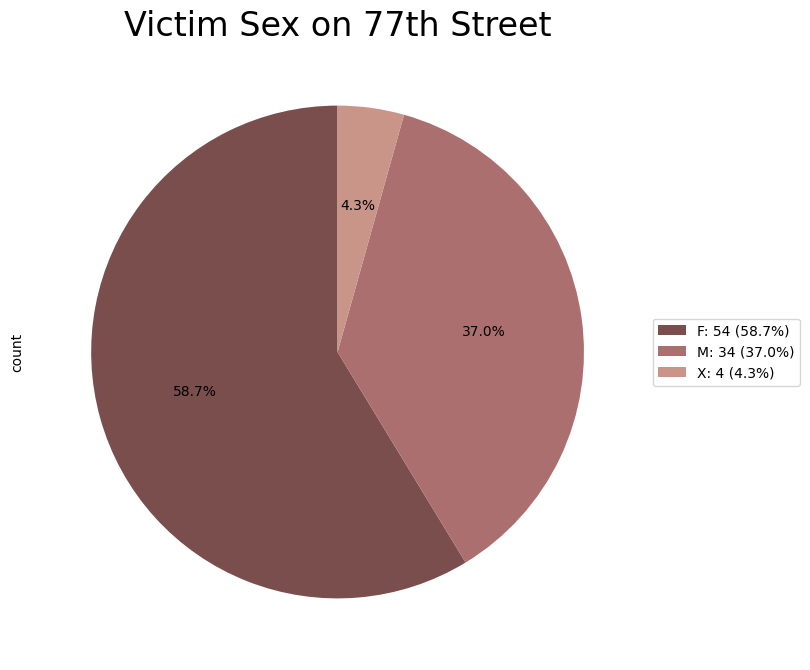 Victim Sex on 77th Street
4.3%
37.0%
58.7%
count
F: 54 (58.7%)
M: 34 (37.0%)
X: 4 (4.3%)